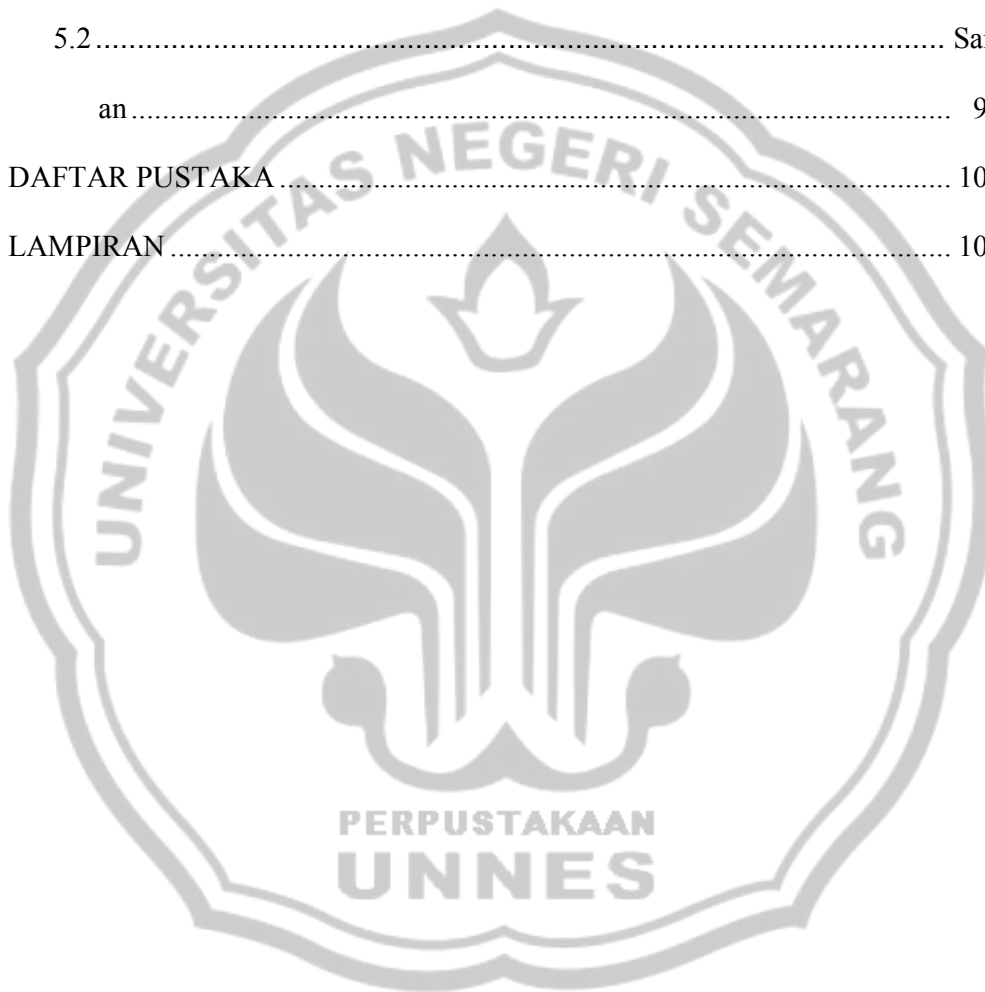 5.2 ........................................................................................................ Sa
an ........................................................................................................ 9
DAFTAR PUSTAKA ........................................................................................ 10
LAMPIRAN ........................................................................................................ 10
UNIVERSITAS NEGERI SEMARANG
PERPUSTAKAAN
UNNES